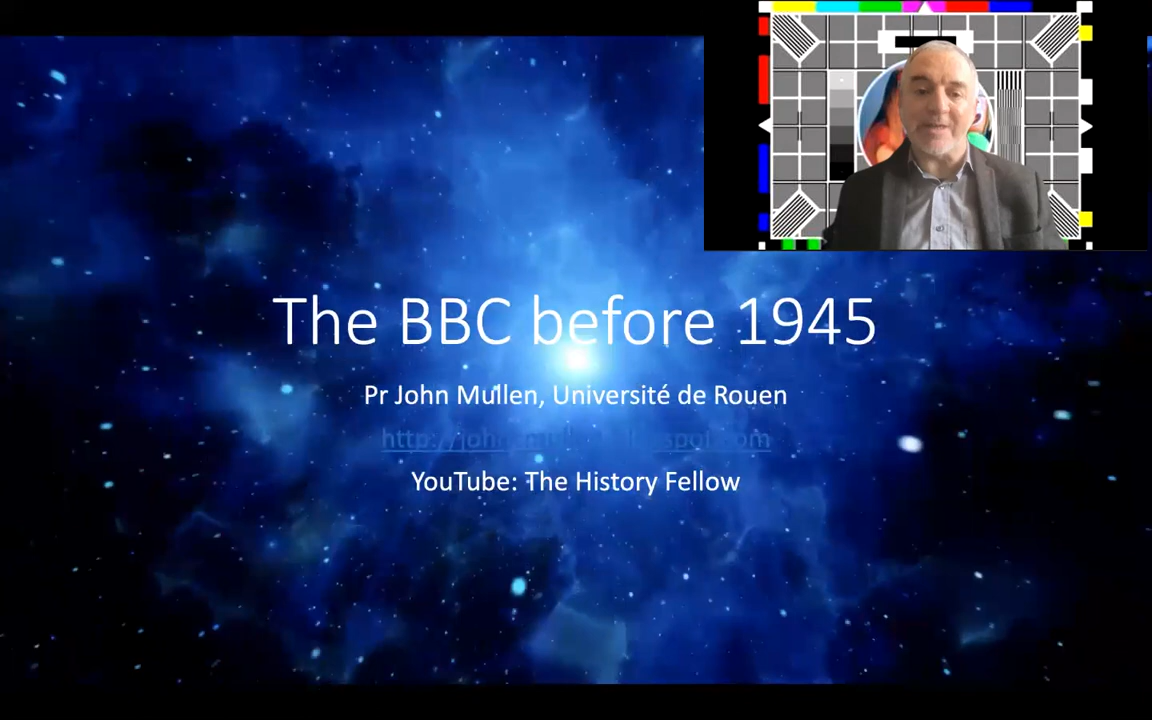 The BBC before 1945
Pr John Mullen, Université de Rouen
YouTube: The History Fellow